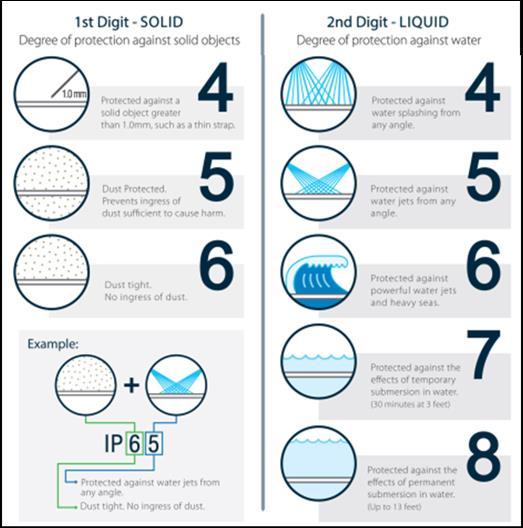 1st Digit - SOLID
Degree of protection against solid objects
1.0 mm
4
Protected against a
solid object greater
than 1.0mm, such as a thin strap.
5
Dust Protected.
Prevents ingress of
dust sufficient to cause harm.
6
Dust tight.
No ingress of dust.
Example:
+
IP65
Protected against water jets from
any angle.
Dust tight. No ingress of dust.
2nd Digit - LIQUID
Degree of protection against water
4
Protected against
water splashing from
any angle.
5
Protected against
water jets from any
angle.
6
Protected against
powerful water jets
and heavy seas.
7
Protected against the
effects of temporary
submersion in water.
(30 minutes at 3 feet)
8
Protected against the
effects of permanent
submersion in water.
(Up to 13 feet)